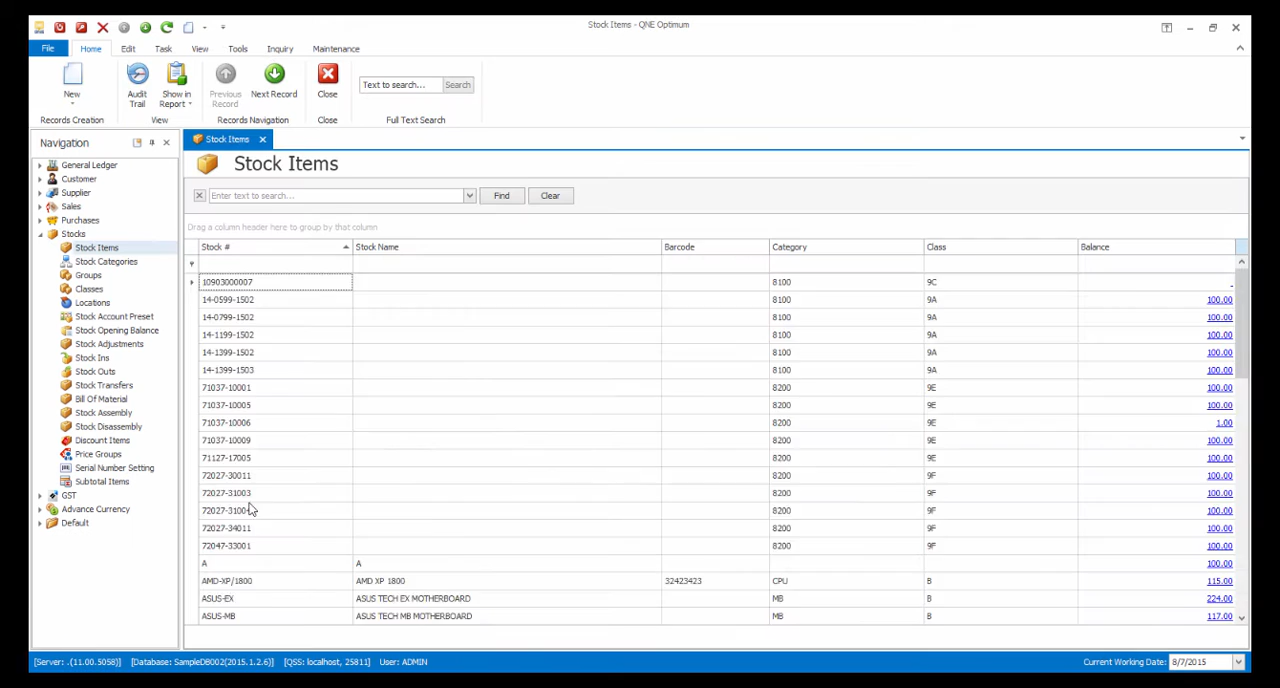 Stock Items - QNE Optimum
File Home Edit Task View Tools Inquiry Maintenance
New Audit Trail Show in Report Previous Record Next Record Close Text to search... Search
Records Creation View Records Navigation Close Full Text Search
Navigation
General Ledger
Customer
Supplier
Sales
Purchases
Stocks
Stock Items
Stock Categories
Groups
Classes
Locations
Stock Account Preset
Stock Opening Balance
Stock Adjustments
Stock Ins
Stock Outs
Stock Transfers
Bill Of Material
Stock Assembly
Stock Disassembly
Discount Items
Price Groups
Serial Number Setting
Subtotal Items
GST
Advance Currency
Default
Stock Items
Stock Items
Enter text to search... Find Clear
Drag a column header here to group by that column
Stock # Stock Name Barcode Category Class Balance
10903000007 8100 9C -
14-0599-1502 8100 9A 100.00
14-0799-1502 8100 9A 100.00
14-1199-1502 8100 9A 100.00
14-1399-1502 8100 9A 100.00
14-1399-1503 8100 9A 100.00
71037-10001 8200 9E 100.00
71037-10005 8200 9E 100.00
71037-10006 8200 9E 1.00
71037-10009 8200 9E 100.00
71127-17005 8200 9E 100.00
72027-30011 8200 9F 100.00
72027-31003 8200 9F 100.00
8200 9F 100.00
72027-34011 8200 9F 100.00
72047-33001 8200 9F 100.00
A A 100.00
AMD-XP/1800 AMD XP 1800 32423423 CPU B 115.00
ASUS-EX ASUS TECH EX MOTHERBOARD MB B 224.00
ASUS-MB ASUS TECH MB MOTHERBOARD MB B 117.00
[Server: .(11.00.5058)] [Database: SampleDB002(2015.1.2.6)] [QSS: localhost, 25811] User: ADMIN Current Working Date: 8/7/2015